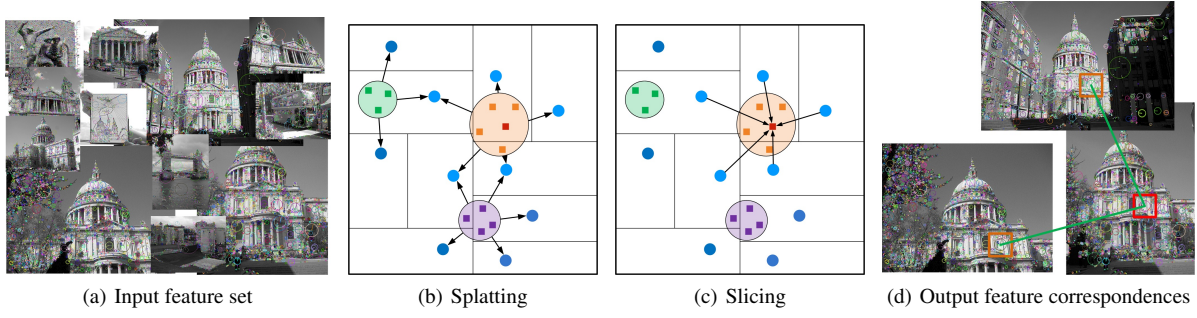 (a) Input feature set
(b) Splatting
(c) Slicing
(d) Output feature correspondences